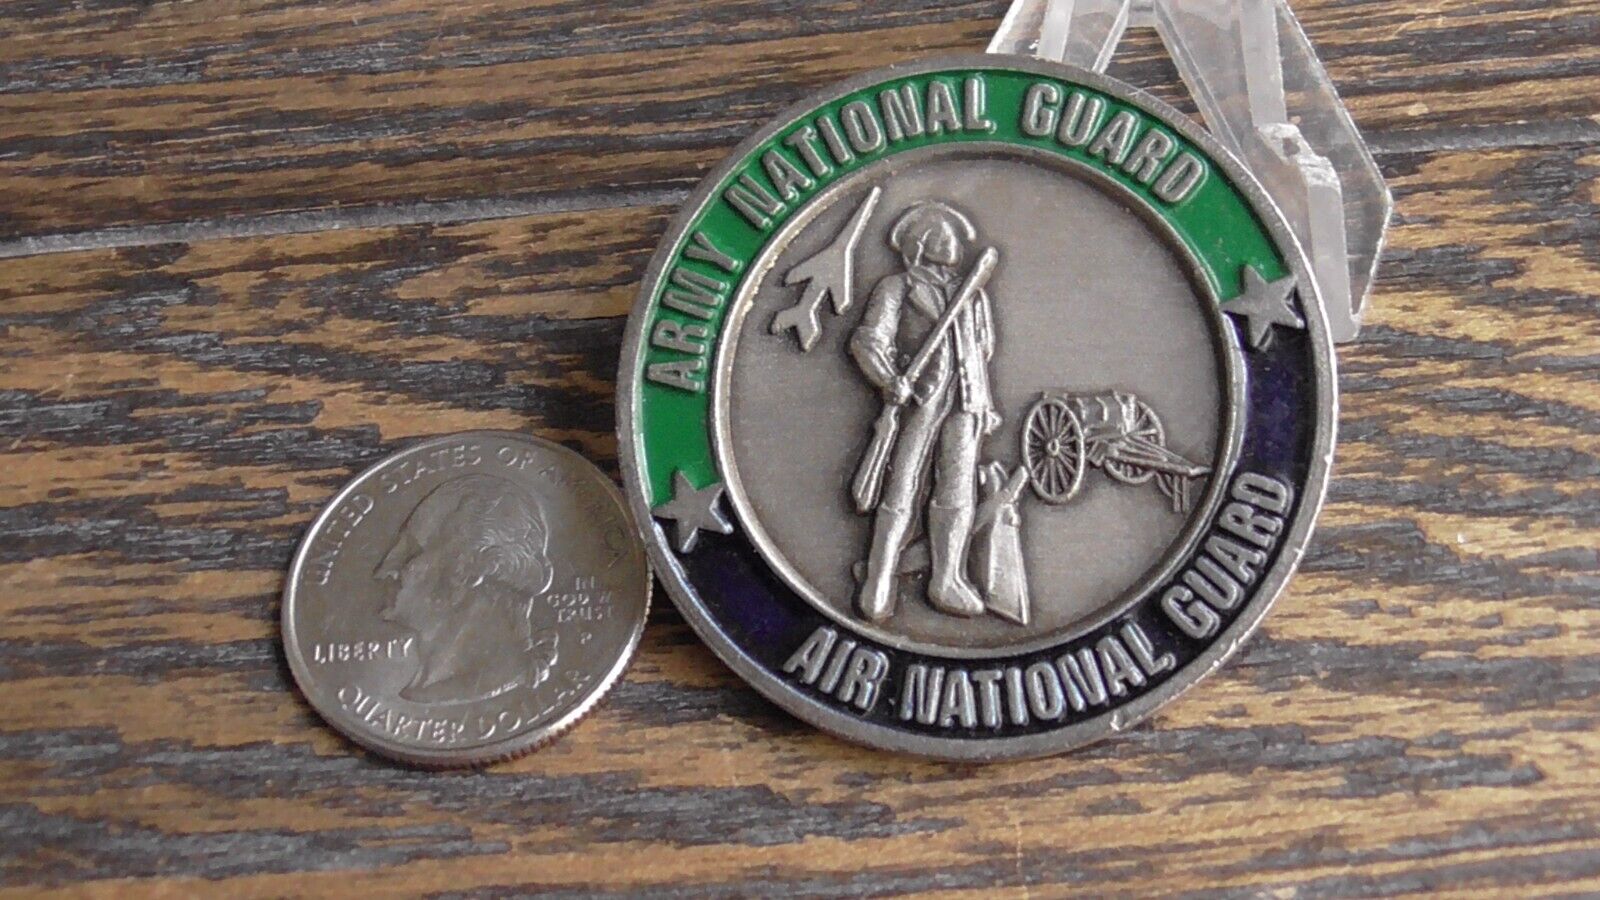 ARMY NATIONAL GUARD
AIR NATIONAL GUARD
UNITED STATES OF AMERICA
LIBERTY
IN
GOD WE
TRUST
P
QUARTER DOLLAR